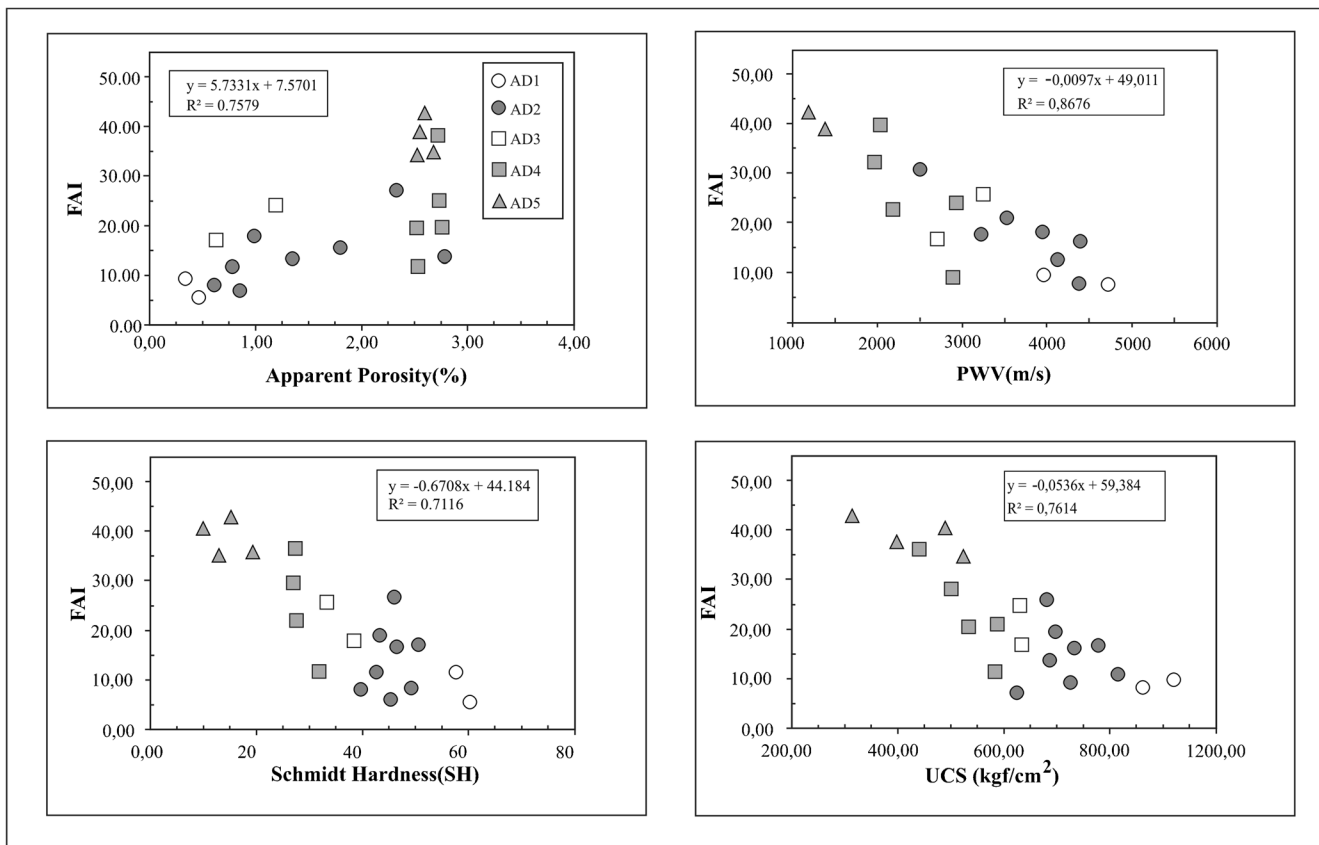 y = 5.7331x + 7.5701
R² = 0.7579
AD1
AD2
AD3
AD4
AD5
50.00
40.00
30.00
20.00
10.00
0.00
FAI
0,00
1,00
2,00
3,00
4,00
Apparent Porosity(%)
y = -0,0097x + 49,011
R² = 0,8676
50,00
40,00
30,00
20,00
10,00
FAI
1000
2000
3000
4000
5000
6000
PWV(m/s)
y = -0.6708x + 44.184
R² = 0.7116
50,00
40,00
30,00
20,00
10,00
0,00
FAI
0,00
20
40
60
80
Schmidt Hardness(SH)
y = -0,0536x + 59,384
R² = 0,7614
50,00
40,00
30,00
20,00
10,00
0,00
FAI
200,00
400,00
600,00
800,00
1200,00
UCS (kgf/cm²)